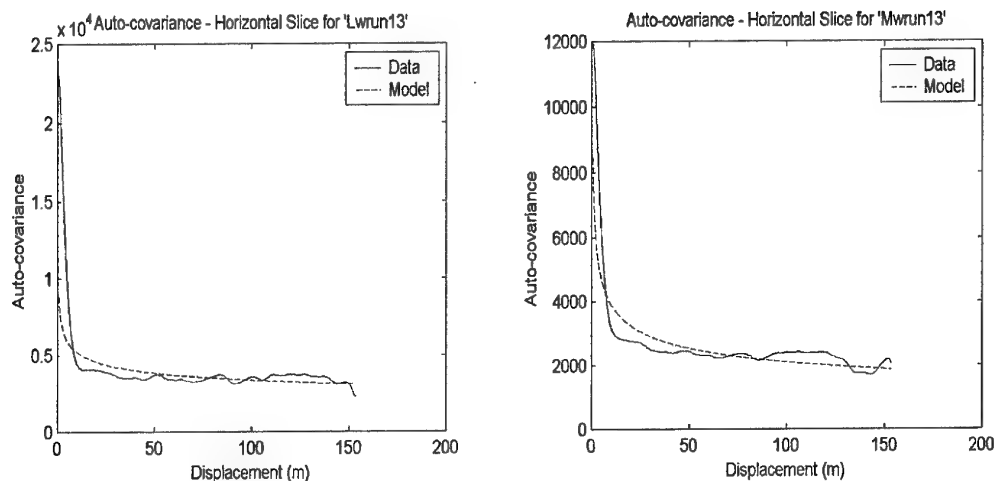 × 10⁴ Auto-covariance - Horizontal Slice for 'Lwrun13'
2.5
2
1.5
1
0.5
0
Auto-covariance
Data
Model
0 50 100 150 200
Displacement (m)
Auto-covariance - Horizontal Slice for 'Mwrun13'
12000
10000
8000
6000
4000
2000
0
Auto-covariance
Data
Model
0 50 100 150 200
Displacement (m)